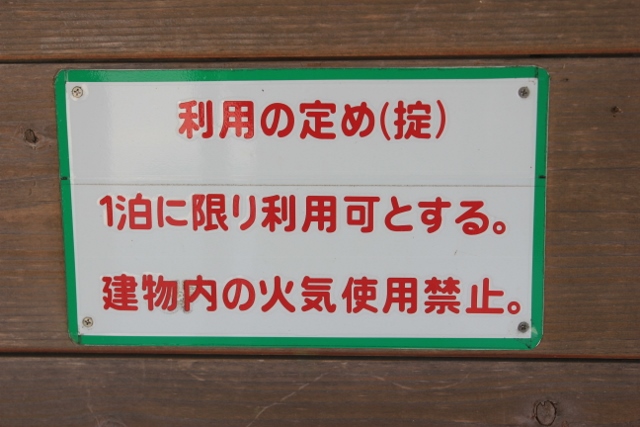 利用の定め(掟)
1泊に限り利用可とする。
建物内の火気使用禁止。